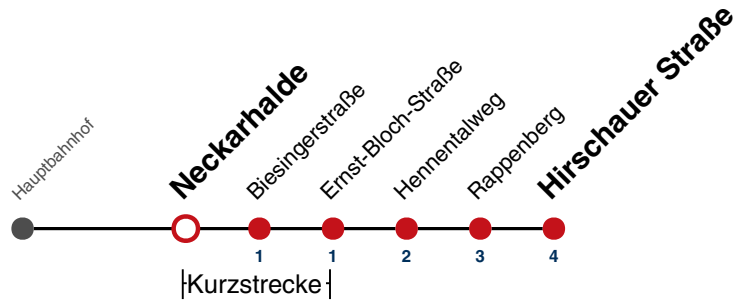 Hauptbahnhof
Neckarhalde
Biesingerstraße
Ernst-Bloch-Straße
Hennentalweg
Rappenberg
Hirschauer Straße
1 1 2 3 4
Kurzstrecke